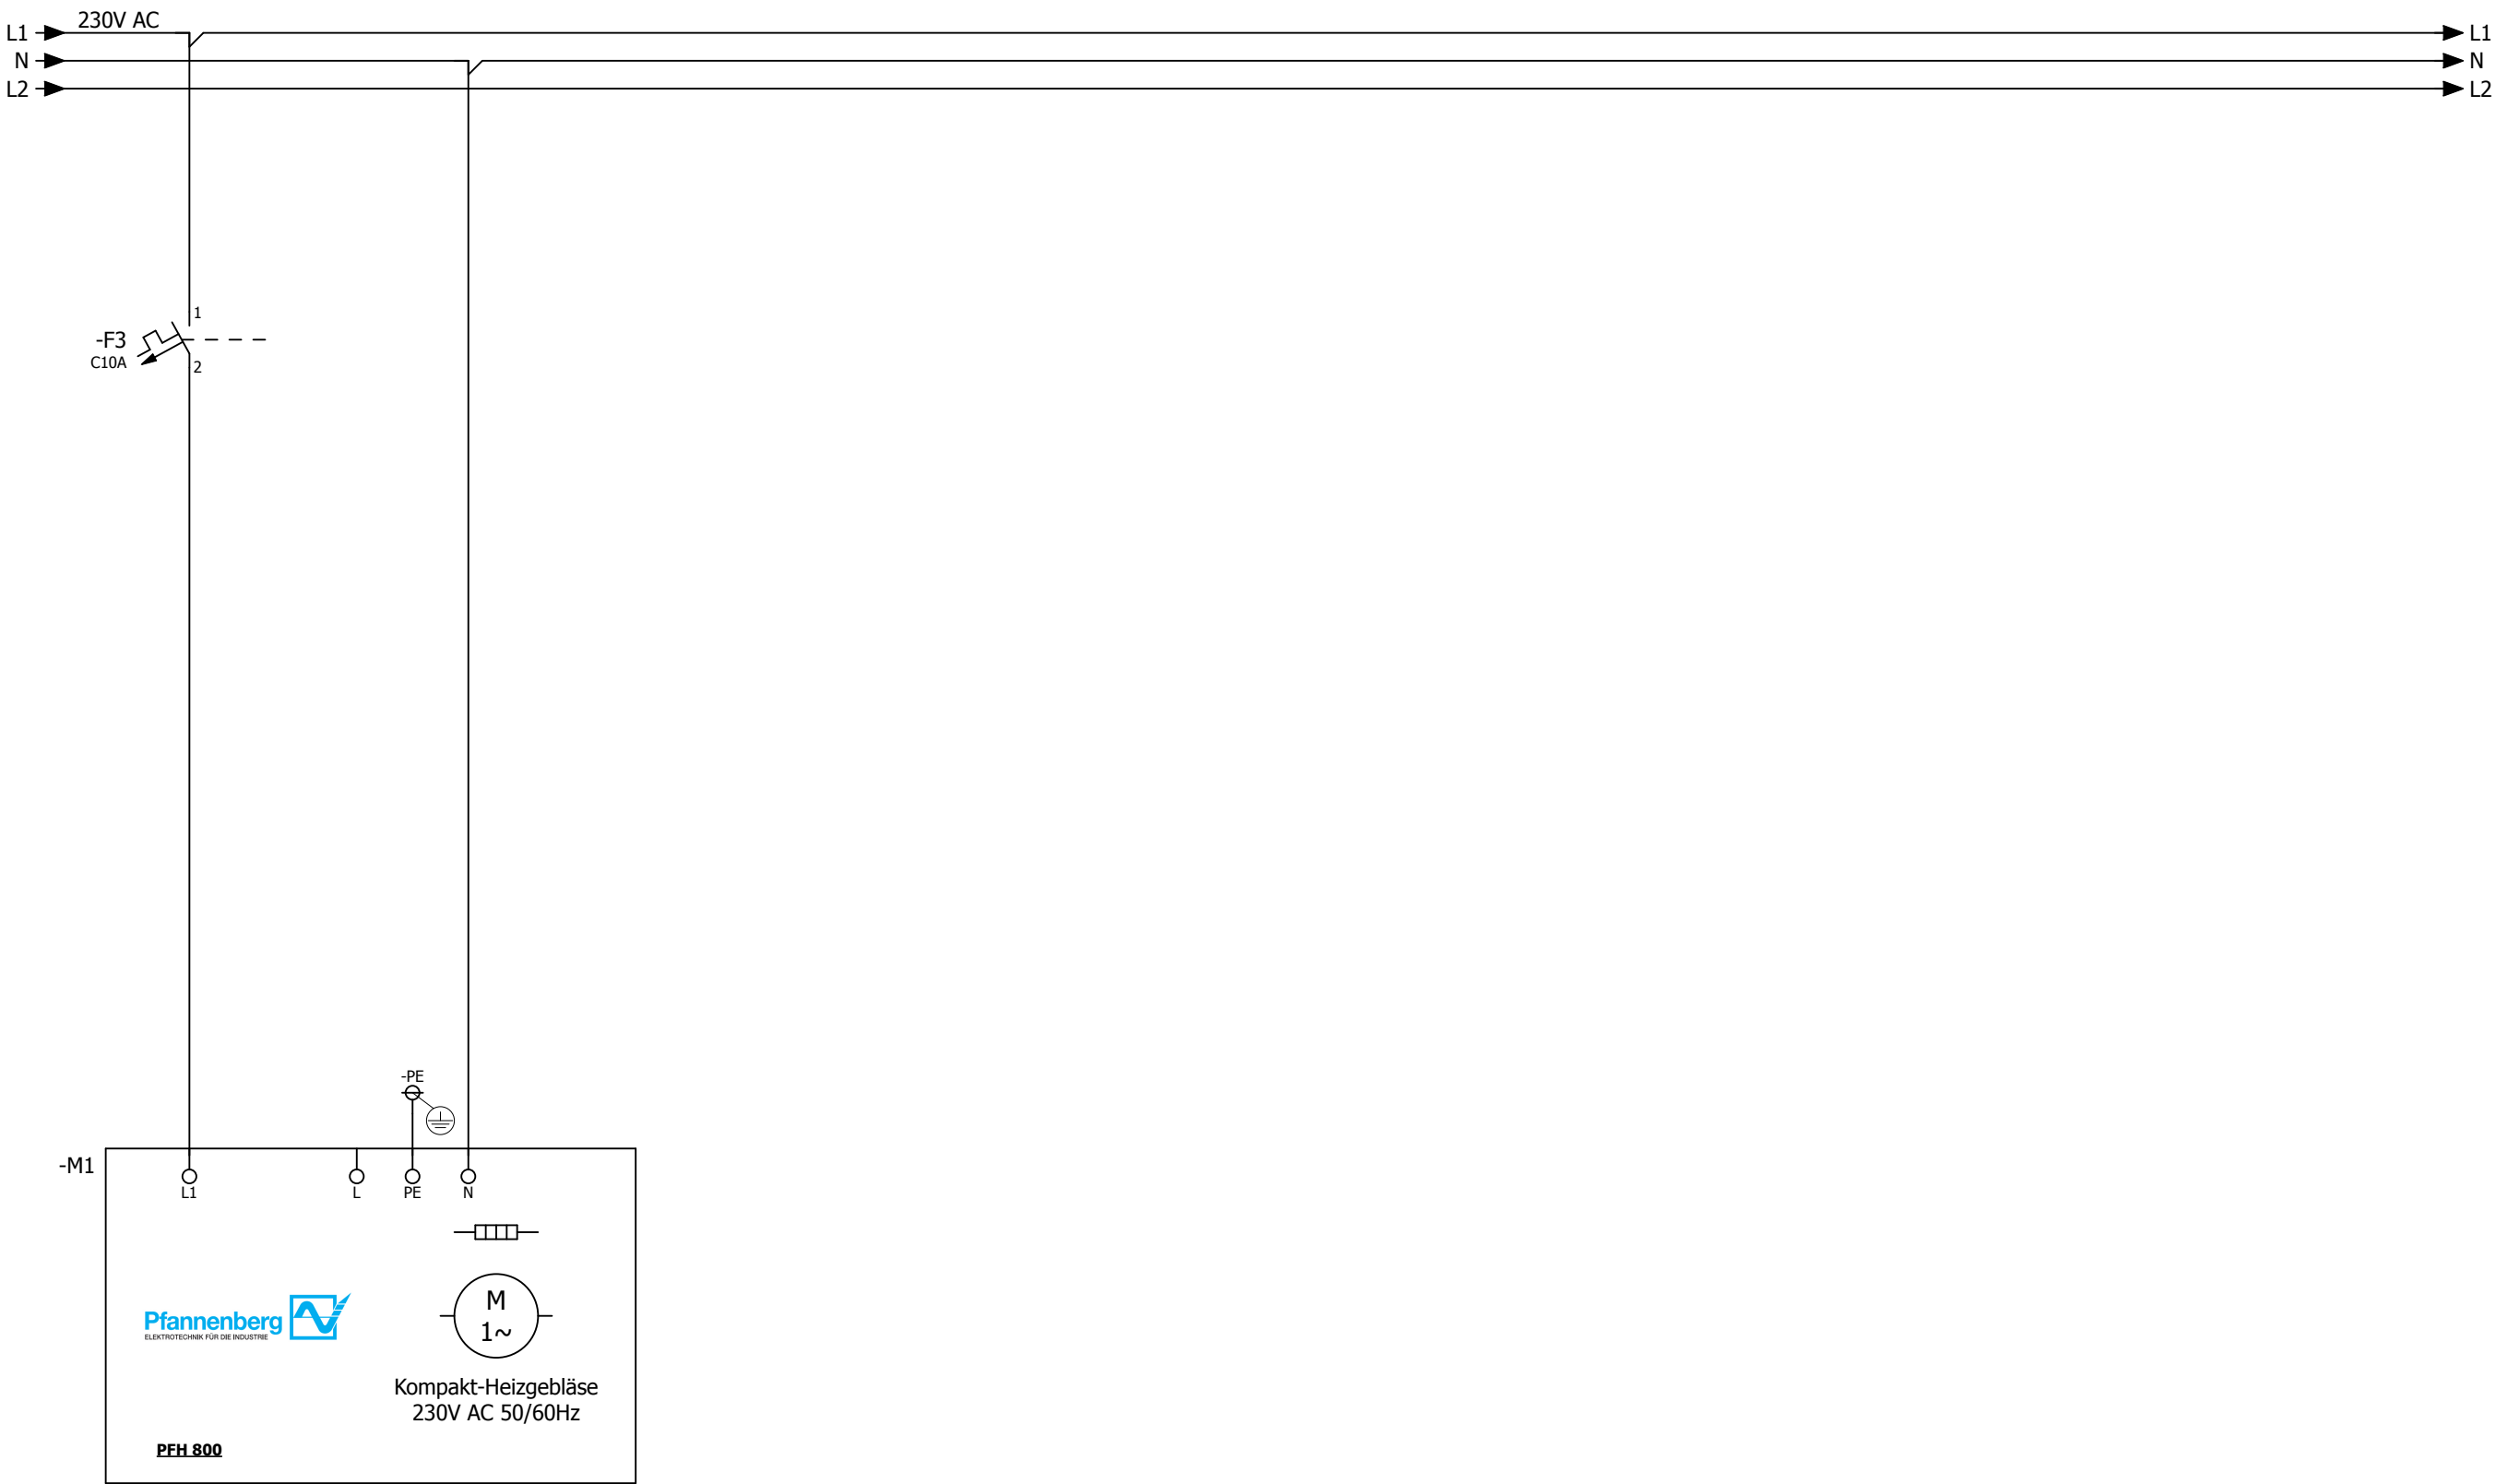 230V AC
L1
L1
N
N
L2
L2
1
-F3
C10A
2
-PE
-M1
L1
L
PE
N
M
1~
Pfannenberg
ELEKTROTECHNIK FÜR DIE INDUSTRIE
Kompakt-Heizgebläse
230V AC 50/60Hz
PFH 800